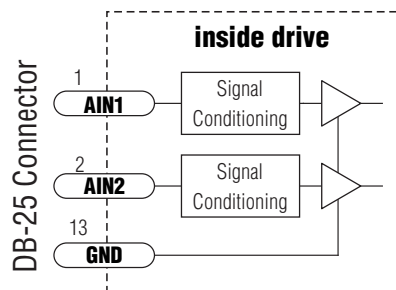 inside drive
DB-25 Connector
1
AIN1
Signal
Conditioning
2
AIN2
Signal
Conditioning
13
GND